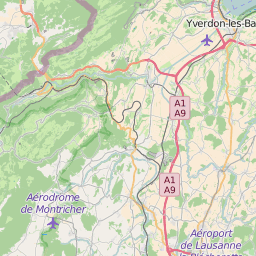 Yverdon-les-Ba
A1
A9
Aérodrome
de Montricher
A1
A9
Aéroport
de Lausanne